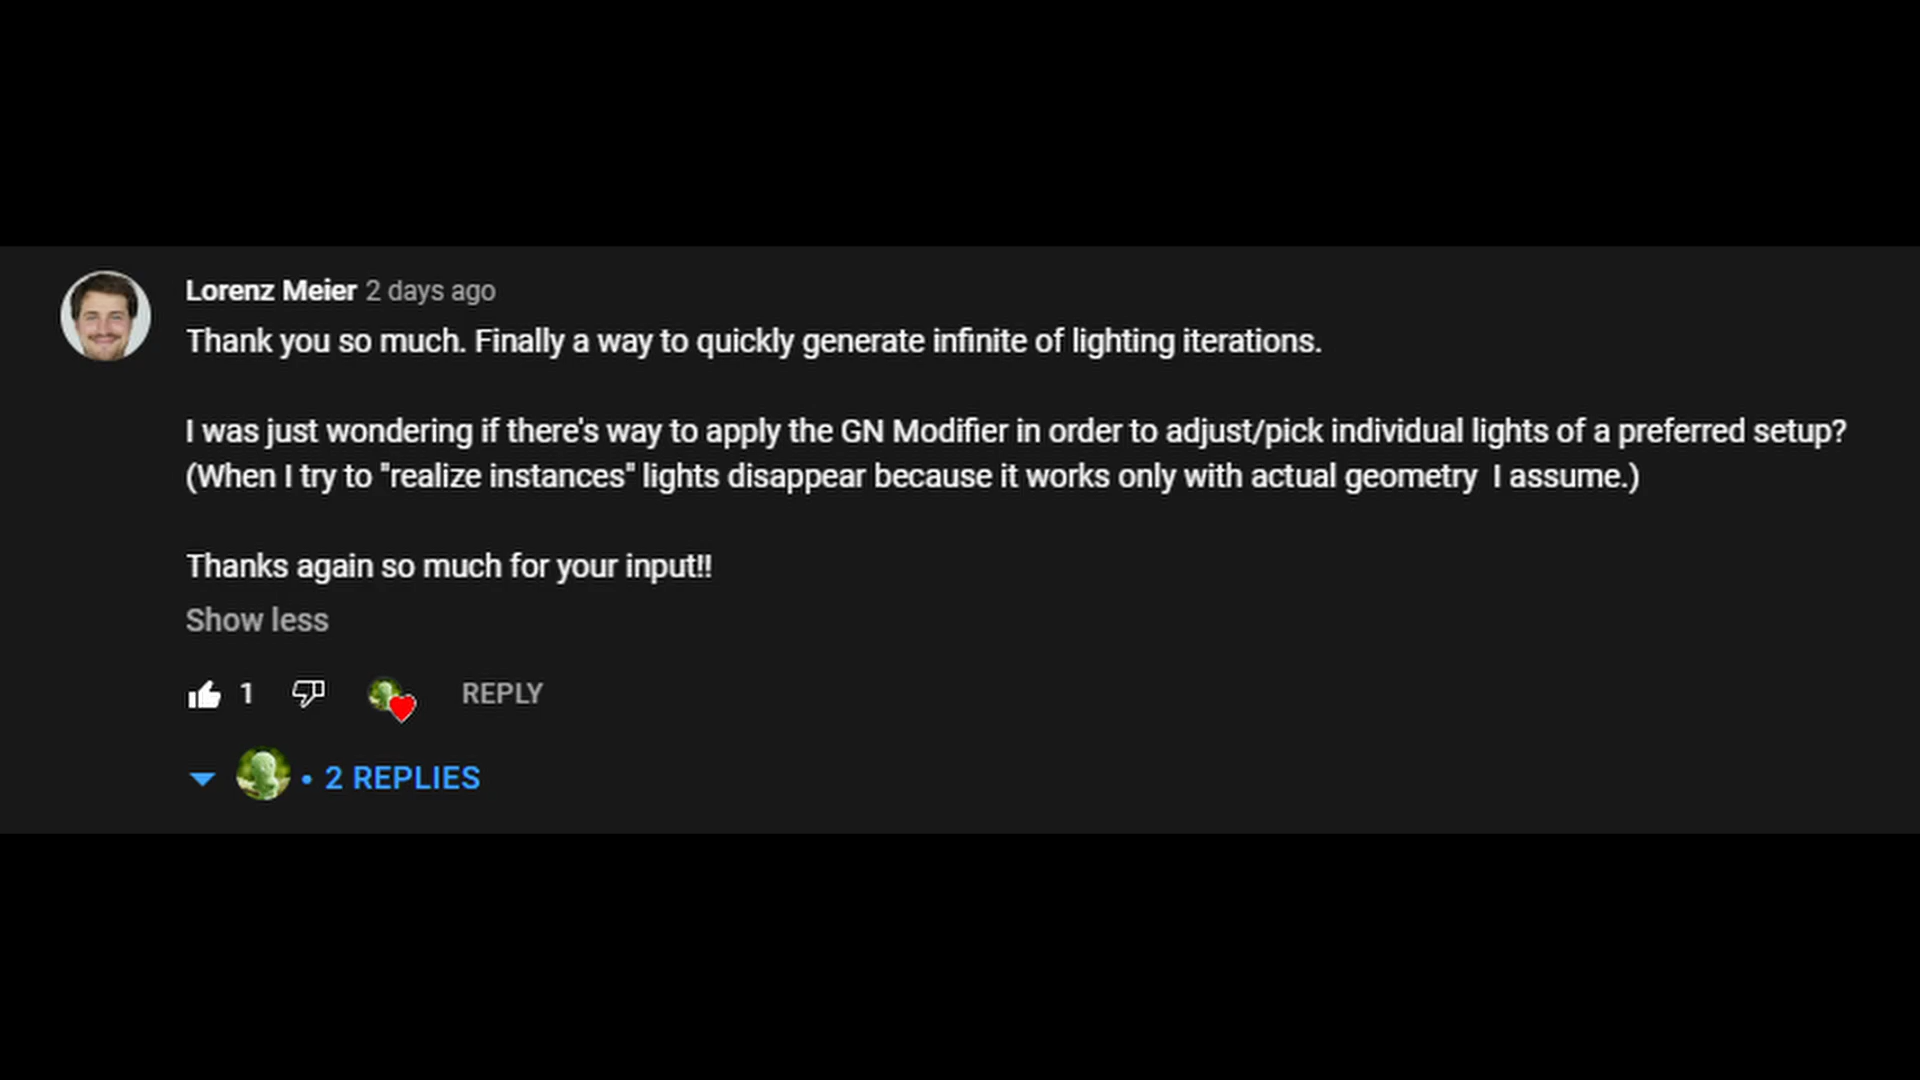 Lorenz Meier 2 days ago
Thank you so much. Finally a way to quickly generate infinite of lighting iterations.
I was just wondering if there's way to apply the GN Modifier in order to adjust/pick individual lights of a preferred setup?
(When I try to "realize instances" lights disappear because it works only with actual geometry  I assume.)
Thanks again so much for your input!!
Show less
1 REPLY
• 2 REPLIES